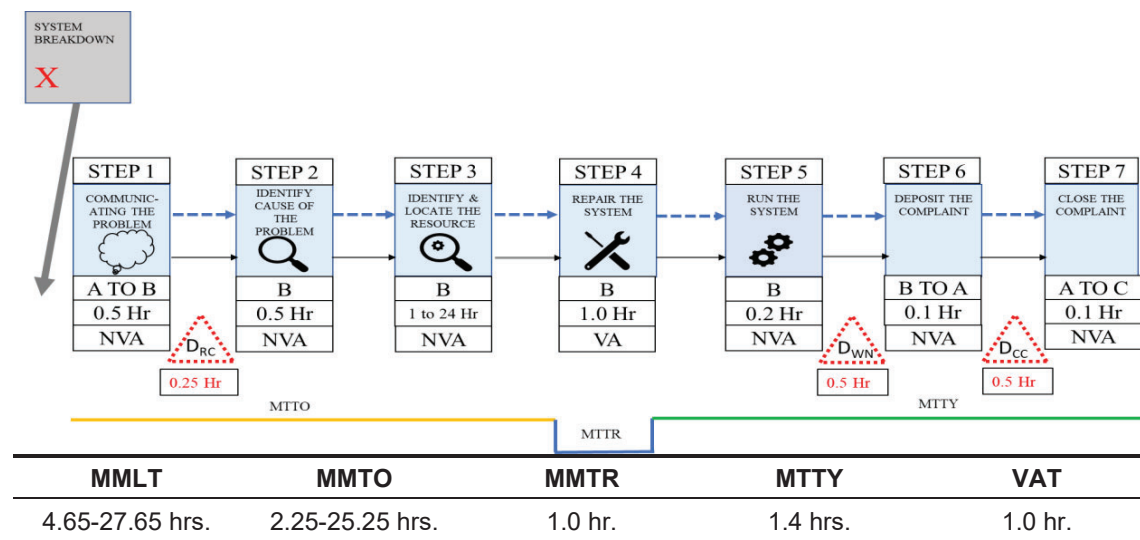 SYSTEM
BREAKDOWN
X
STEP 1
COMMUNIC-
ATING THE
PROBLEM
A TO B
0.5 Hr
NVA
DRC
0.25 Hr
STEP 2
IDENTIFY
CAUSE OF
THE
PROBLEM
B
0.5 Hr
NVA
STEP 3
IDENTIFY &
LOCATE THE
RESOURCE
B
1 to 24 Hr
NVA
STEP 4
REPAIR THE
SYSTEM
B
1.0 Hr
VA
STEP 5
RUN THE
SYSTEM
B
0.2 Hr
NVA
DWN
0.5 Hr
STEP 6
DEPOSIT THE
COMPLAINT
B TO A
0.1 Hr
NVA
DCC
0.5 Hr
STEP 7
CLOSE THE
COMPLAINT
A TO C
0.1 Hr
NVA
MTTO
MTTR
MTTY
MMLT MMTO MMTR MTTY VAT
4.65-27.65 hrs. 2.25-25.25 hrs. 1.0 hr. 1.4 hrs. 1.0 hr.